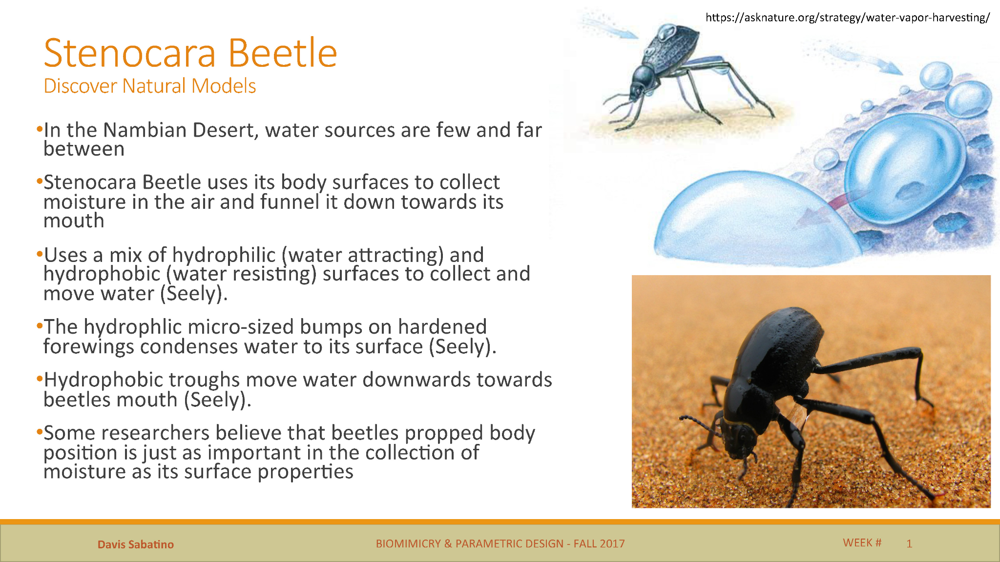 https://asknature.org/strategy/water-vapor-harvesting/
Stenocara Beetle
Discover Natural Models
•In the Nambian Desert, water sources are few and far
between
•Stenocara Beetle uses its body surfaces to collect
moisture in the air and funnel it down towards its
mouth
•Uses a mix of hydrophilic (water attracting) and
hydrophobic (water resisting) surfaces to collect and
move water (Seely).
•The hydrophlic micro-sized bumps on hardened
forewings condenses water to its surface (Seely).
•Hydrophobic troughs move water downwards towards
beetles mouth (Seely).
•Some researchers believe that beetles propped body
position is just as important in the collection of
moisture as its surface properties
Davis Sabatino
BIOMIMICRY & PARAMETRIC DESIGN - FALL 2017
WEEK #
1